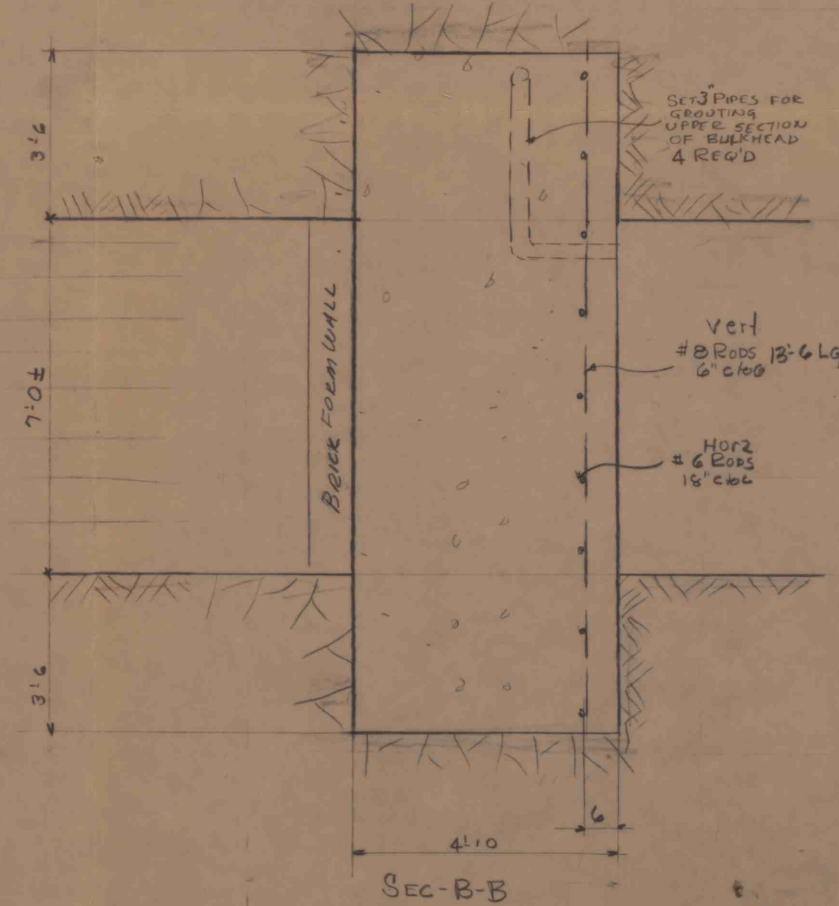 3'6
SET 3" PIPES FOR
GROUTING
UPPER SECTION
OF BULKHEAD
4 REQ'D
7'-0±
BRICK FORM WALL
Vert
#8 RODS 13'-6 LG
6" c to c
HORZ
#6 RODS
18" c to c
3'6
6
4'-10
SEC-B-B